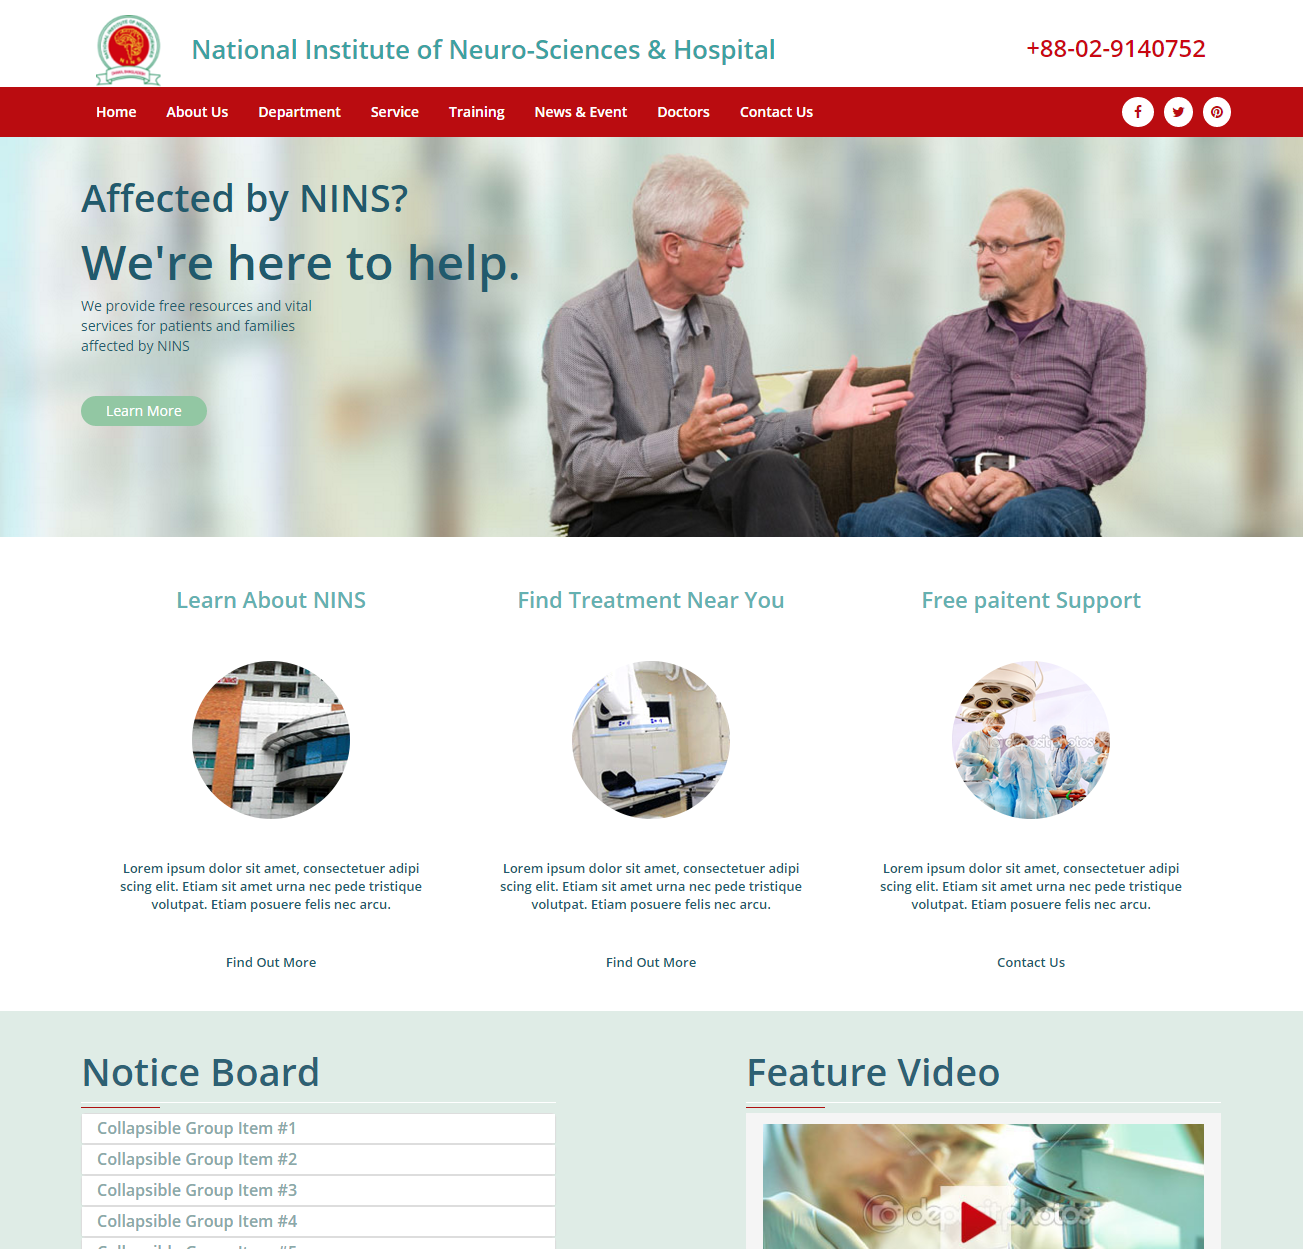 National Institute of Neuro-Sciences & Hospital
+88-02-9140752
Home About Us Department Service Training News & Event Doctors Contact Us
Affected by NINS?
We're here to help.
We provide free resources and vital
services for patients and families
affected by NINS
Learn More
Learn About NINS
Find Treatment Near You
Free paitent Support
depositphotos
Lorem ipsum dolor sit amet, consectetuer adipi
scing elit. Etiam sit amet urna nec pede tristique
volutpat. Etiam posuere felis nec arcu.
Lorem ipsum dolor sit amet, consectetuer adipi
scing elit. Etiam sit amet urna nec pede tristique
volutpat. Etiam posuere felis nec arcu.
Lorem ipsum dolor sit amet, consectetuer adipi
scing elit. Etiam sit amet urna nec pede tristique
volutpat. Etiam posuere felis nec arcu.
Find Out More
Find Out More
Contact Us
Notice Board
Collapsible Group Item #1
Collapsible Group Item #2
Collapsible Group Item #3
Collapsible Group Item #4
Feature Video
depositphotos